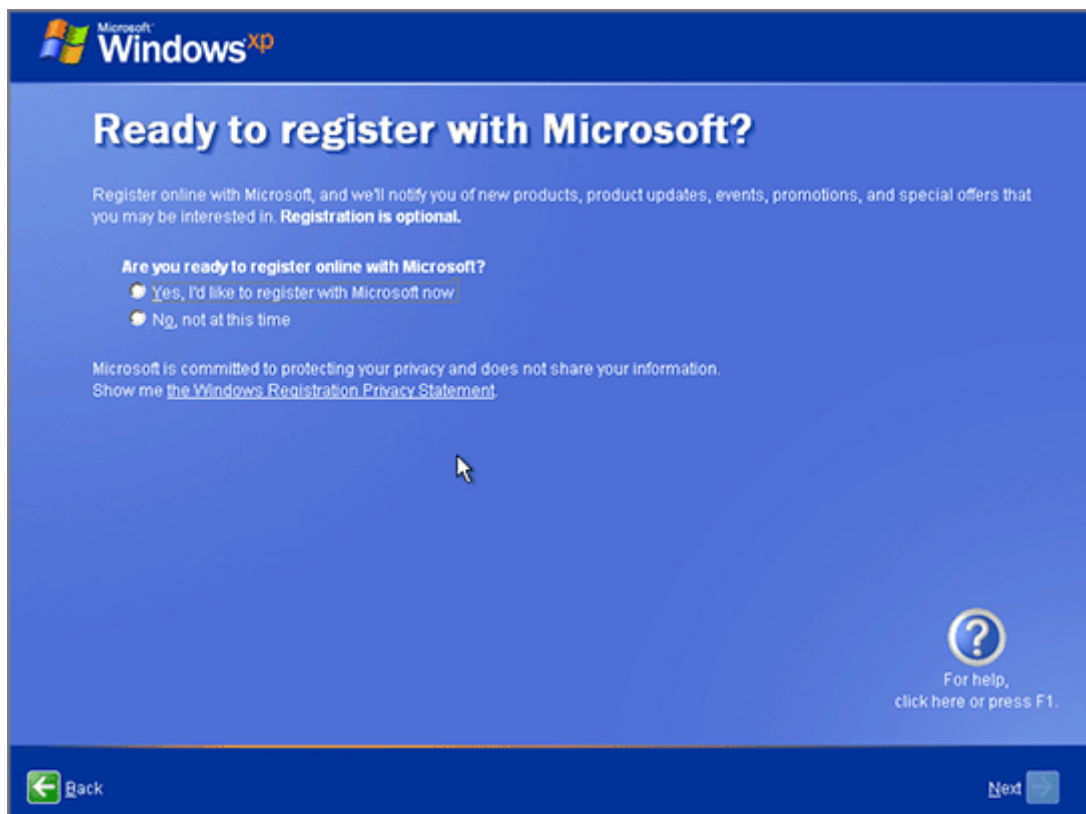 Microsoft
Windows xp
Ready to register with Microsoft?
Register online with Microsoft, and we'll notify you of new products, product updates, events, promotions, and special offers that
you may be interested in. Registration is optional.
Are you ready to register online with Microsoft?
Yes, I'd like to register with Microsoft now
No, not at this time
Microsoft is committed to protecting your privacy and does not share your information.
Show me the Windows Registration Privacy Statement.
For help,
click here or press F1.
Back
Next